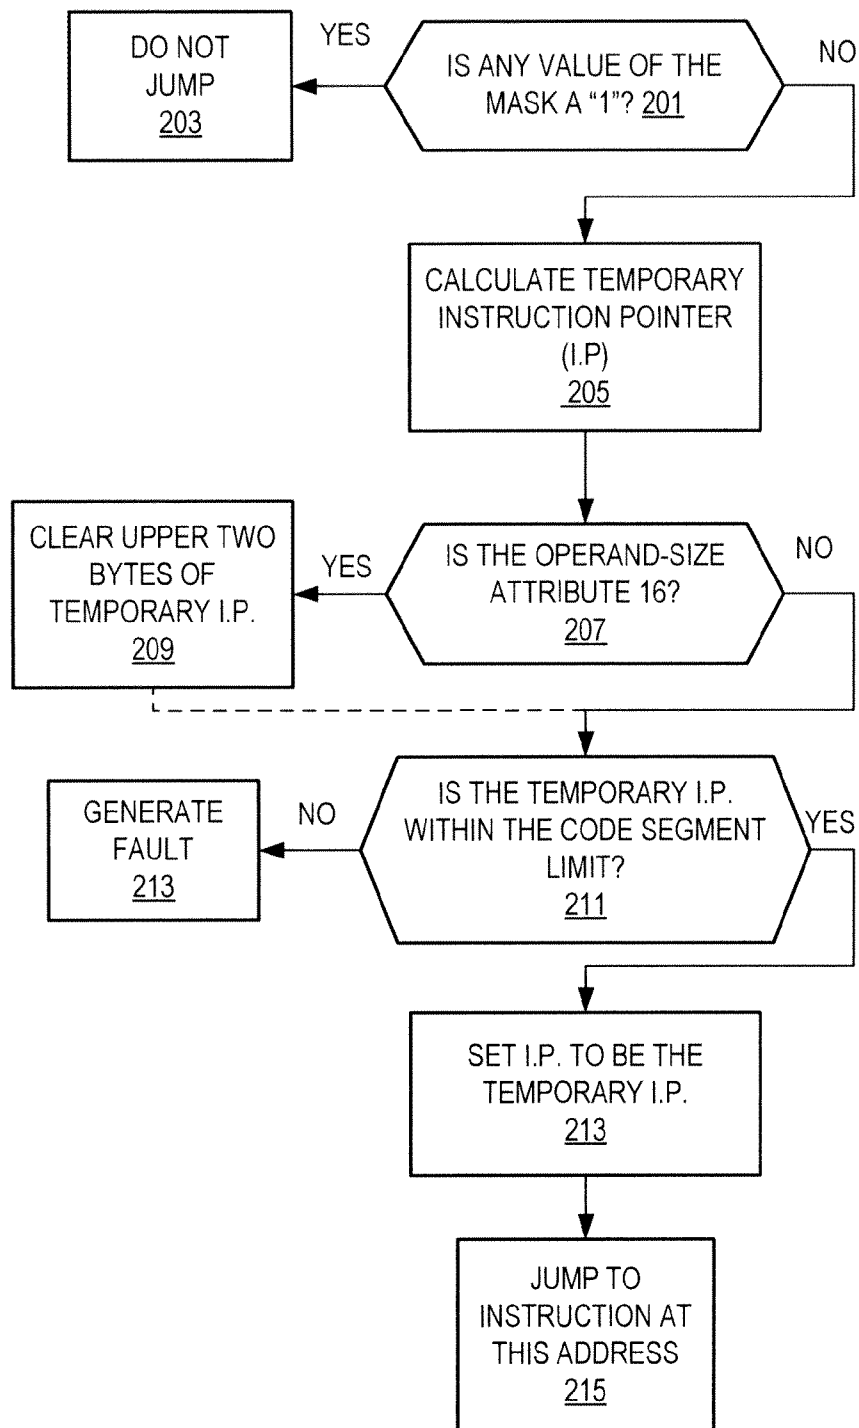 DO NOT
JUMP
203
YES
IS ANY VALUE OF THE
MASK A “1”? 201
NO
CALCULATE TEMPORARY
INSTRUCTION POINTER
(I.P)
205
CLEAR UPPER TWO
BYTES OF
TEMPORARY I.P.
209
YES
IS THE OPERAND-SIZE
ATTRIBUTE 16?
207
NO
GENERATE
FAULT
213
NO
IS THE TEMPORARY I.P.
WITHIN THE CODE SEGMENT
LIMIT?
211
YES
SET I.P. TO BE THE
TEMPORARY I.P.
213
JUMP TO
INSTRUCTION AT
THIS ADDRESS
215